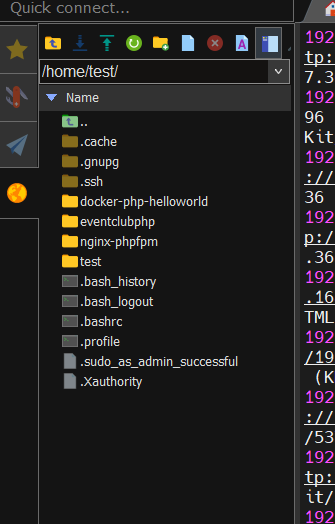 Quick connect...
/home/test/
Name
..
.cache
.gnupg
.ssh
docker-php-helloworld
eventclubphp
nginx-phpfpm
test
.bash_history
.bash_logout
.bashrc
.profile
.sudo_as_admin_successful
.Xauthority
192
tp:
7.3
192
96
Kit
192
://
36
192
p:/
.36
192
.16
TML
192
/19
(K
192
://
/53
192
tp:
it/
192